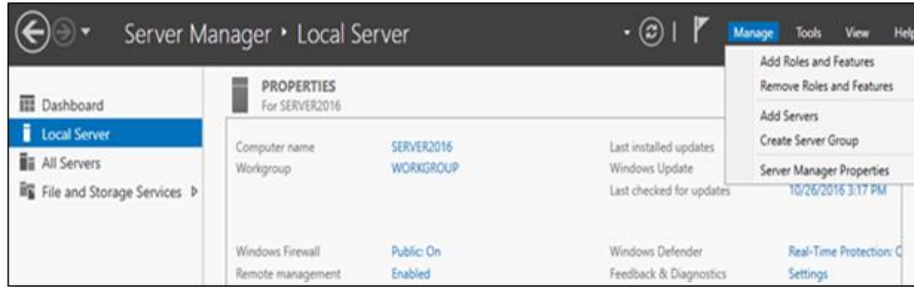 Server Manager • Local Server
Manage Tools View Help
Add Roles and Features
Remove Roles and Features
Add Servers
Create Server Group
Server Manager Properties
Dashboard
Local Server
All Servers
File and Storage Services
PROPERTIES
For SERVER2016
Computer name SERVER2016 Last installed updates
Workgroup WORKGROUP Windows Update
Last checked for updates 10/26/2016 3:17 PM
Windows Firewall Public: On Windows Defender Real-Time Protection:
Remote management Enabled Feedback & Diagnostics Settings